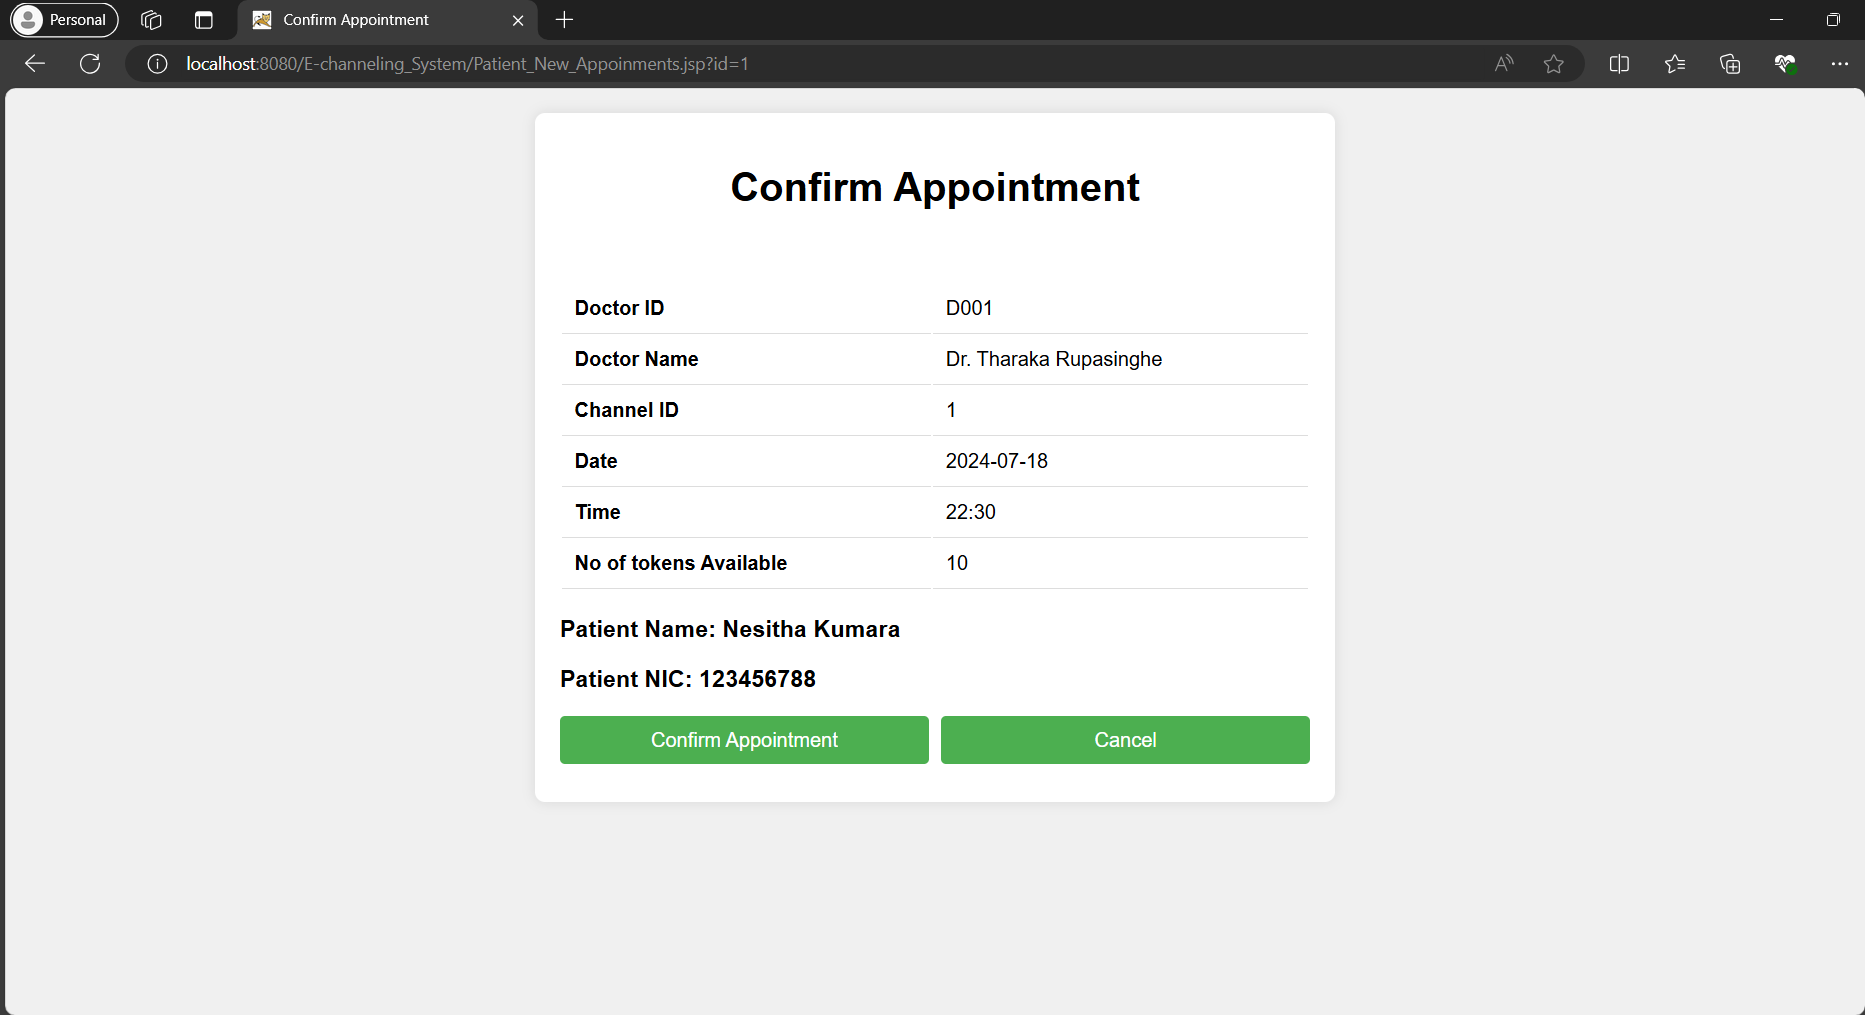 Personal
Confirm Appointment
localhost:8080/E-channeling_System/Patient_New_Appoinments.jsp?id=1
Confirm Appointment
Doctor ID D001
Doctor Name Dr. Tharaka Rupasinghe
Channel ID 1
Date 2024-07-18
Time 22:30
No of tokens Available 10
Patient Name: Nesitha Kumara
Patient NIC: 123456788
Confirm Appointment Cancel